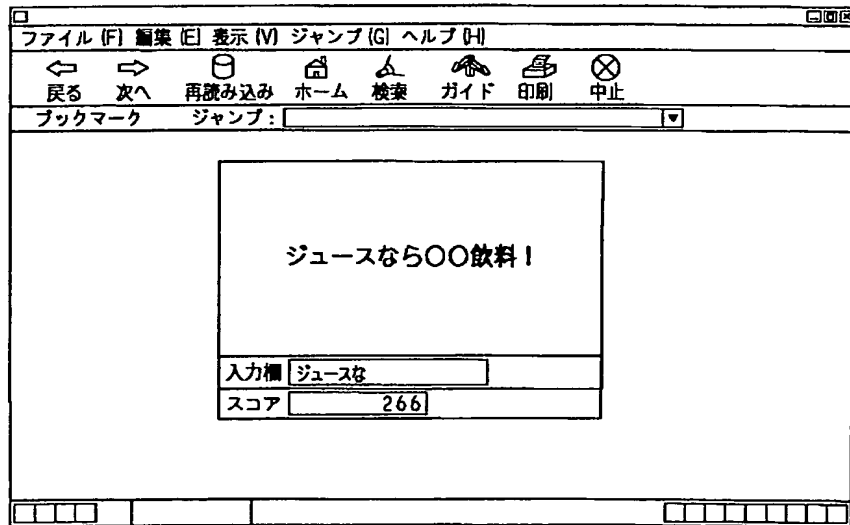 ファイル (F) 編集 (E) 表示 (V) ジャンプ (G) ヘルプ (H)
戻る 次へ 再読み込み ホーム 検索 ガイド 印刷 中止
ブックマーク ジャンプ:
ジュースなら〇〇飲料!
入力欄 ジュースな
スコア 266